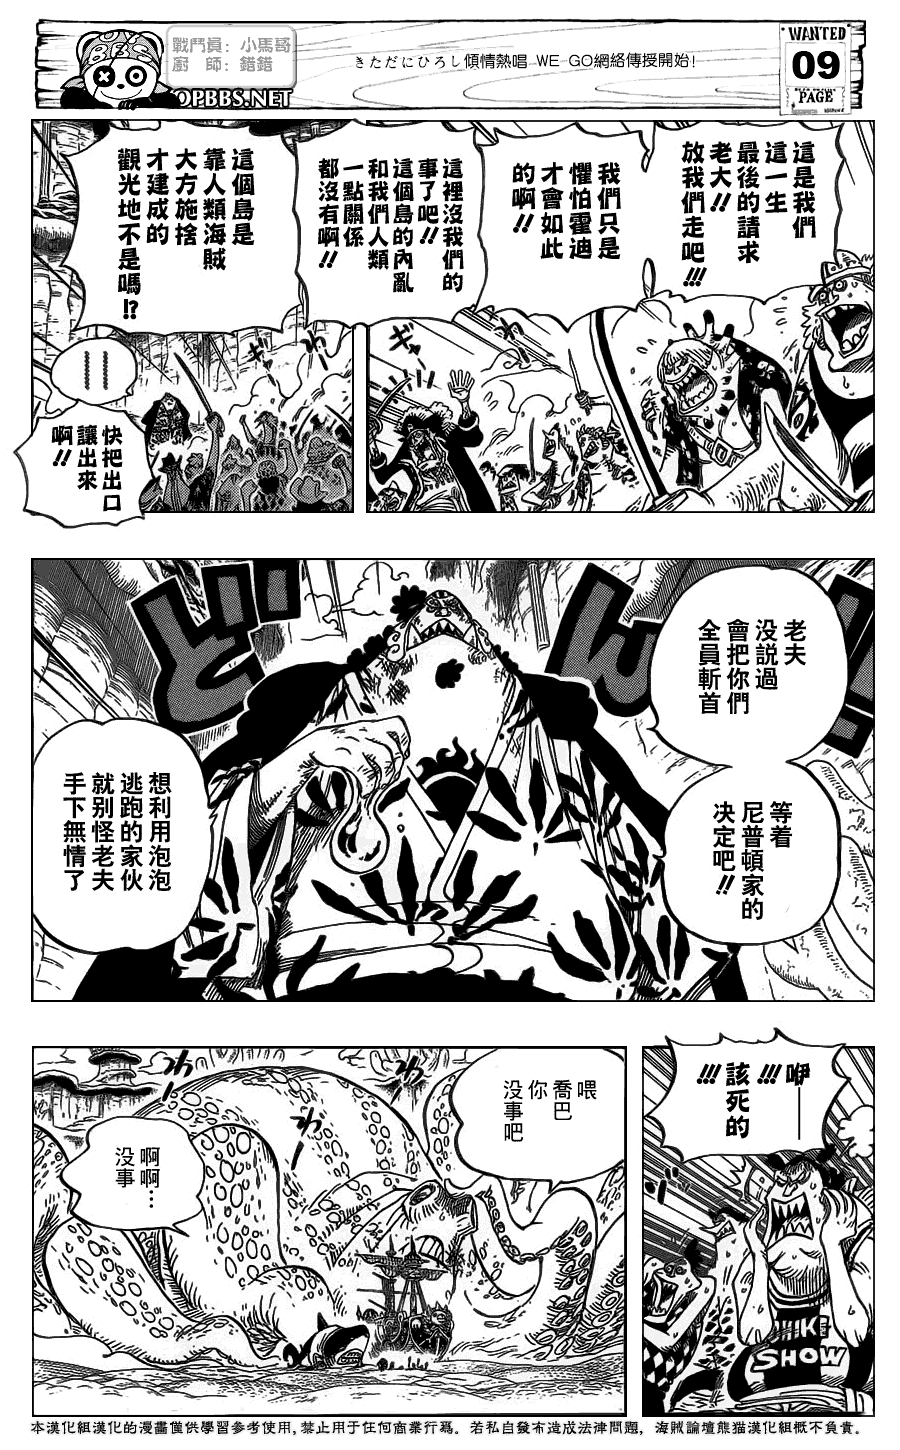 戰鬥員: 小馬哥
廚　師: 錯錯
OPBBS.NET
きただにひろし傾情熱唱 WE GO網絡傳授開始!
WANTED
09
PAGE
這是我們
這一生
最後的請求
老大!!
放我們走吧!!!
我們只是
懼怕霍迪
才會如此
的啊!!
這裡沒我們的
事了吧!!
這個島的內亂
和我們人類
一點關係
都沒有啊!!
這個島是
靠人類海賊
大方施捨
才建成的
觀光地不是嗎!?
快把出口
讓出來
啊!!
老夫
没説過
會把你們
全員斬首
等着
尼普頓家的
决定吧!!
想利用泡泡
逃跑的家伙
就别怪老夫
手下無情了
どん!!
咿——
!!!
該死的
!!!
K
SHOW
喂
喬巴
你
没事吧
啊啊…
没事
本漢化組漢化的漫畫僅供學習參考使用,禁止用于任何商業行爲。若私自發布造成法律問題,海賊論壇熊猫漢化組概不負責。